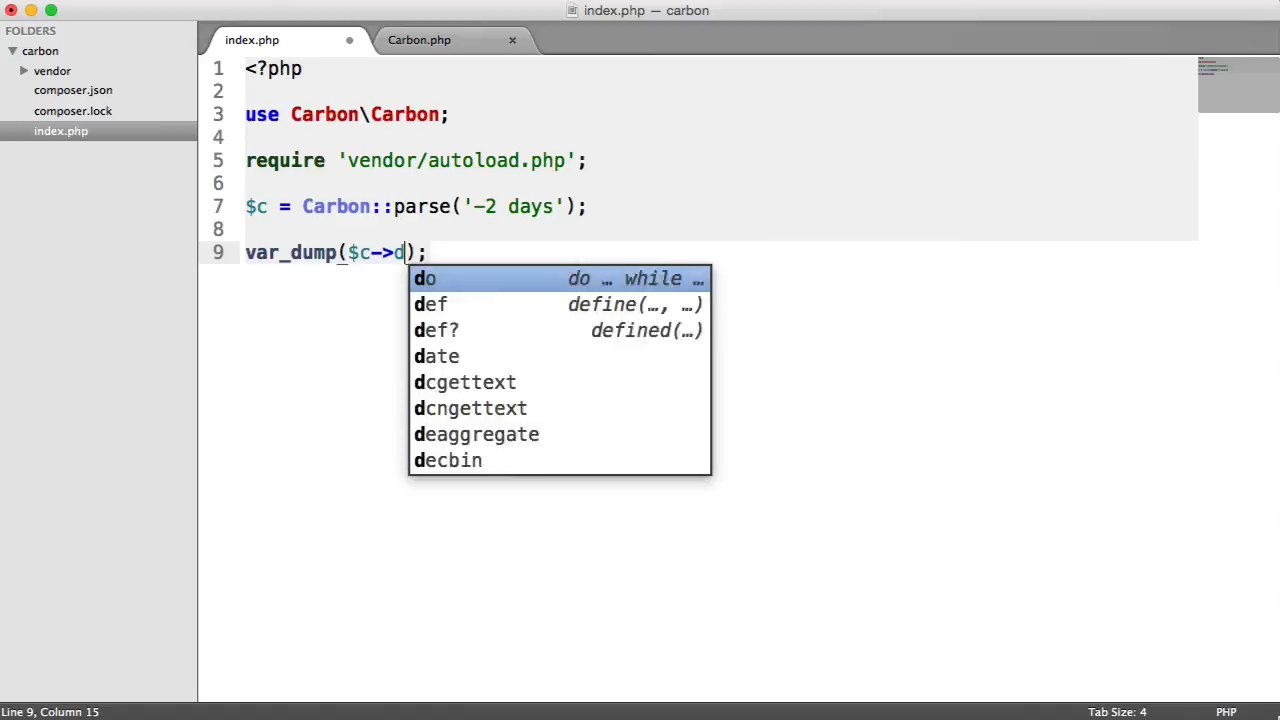 index.php — carbon
FOLDERS
carbon
vendor
composer.json
composer.lock
index.php
index.php
Carbon.php
1 <?php
2
3 use Carbon\Carbon;
4
5 require 'vendor/autoload.php';
6
7 $c = Carbon::parse('-2 days');
8
9 var_dump($c->d);
do do … while …
def define(…, …)
def? defined(…)
date
dcgettext
dcngettext
deaggregate
decbin
Line 9, Column 15
Tab Size: 4
PHP